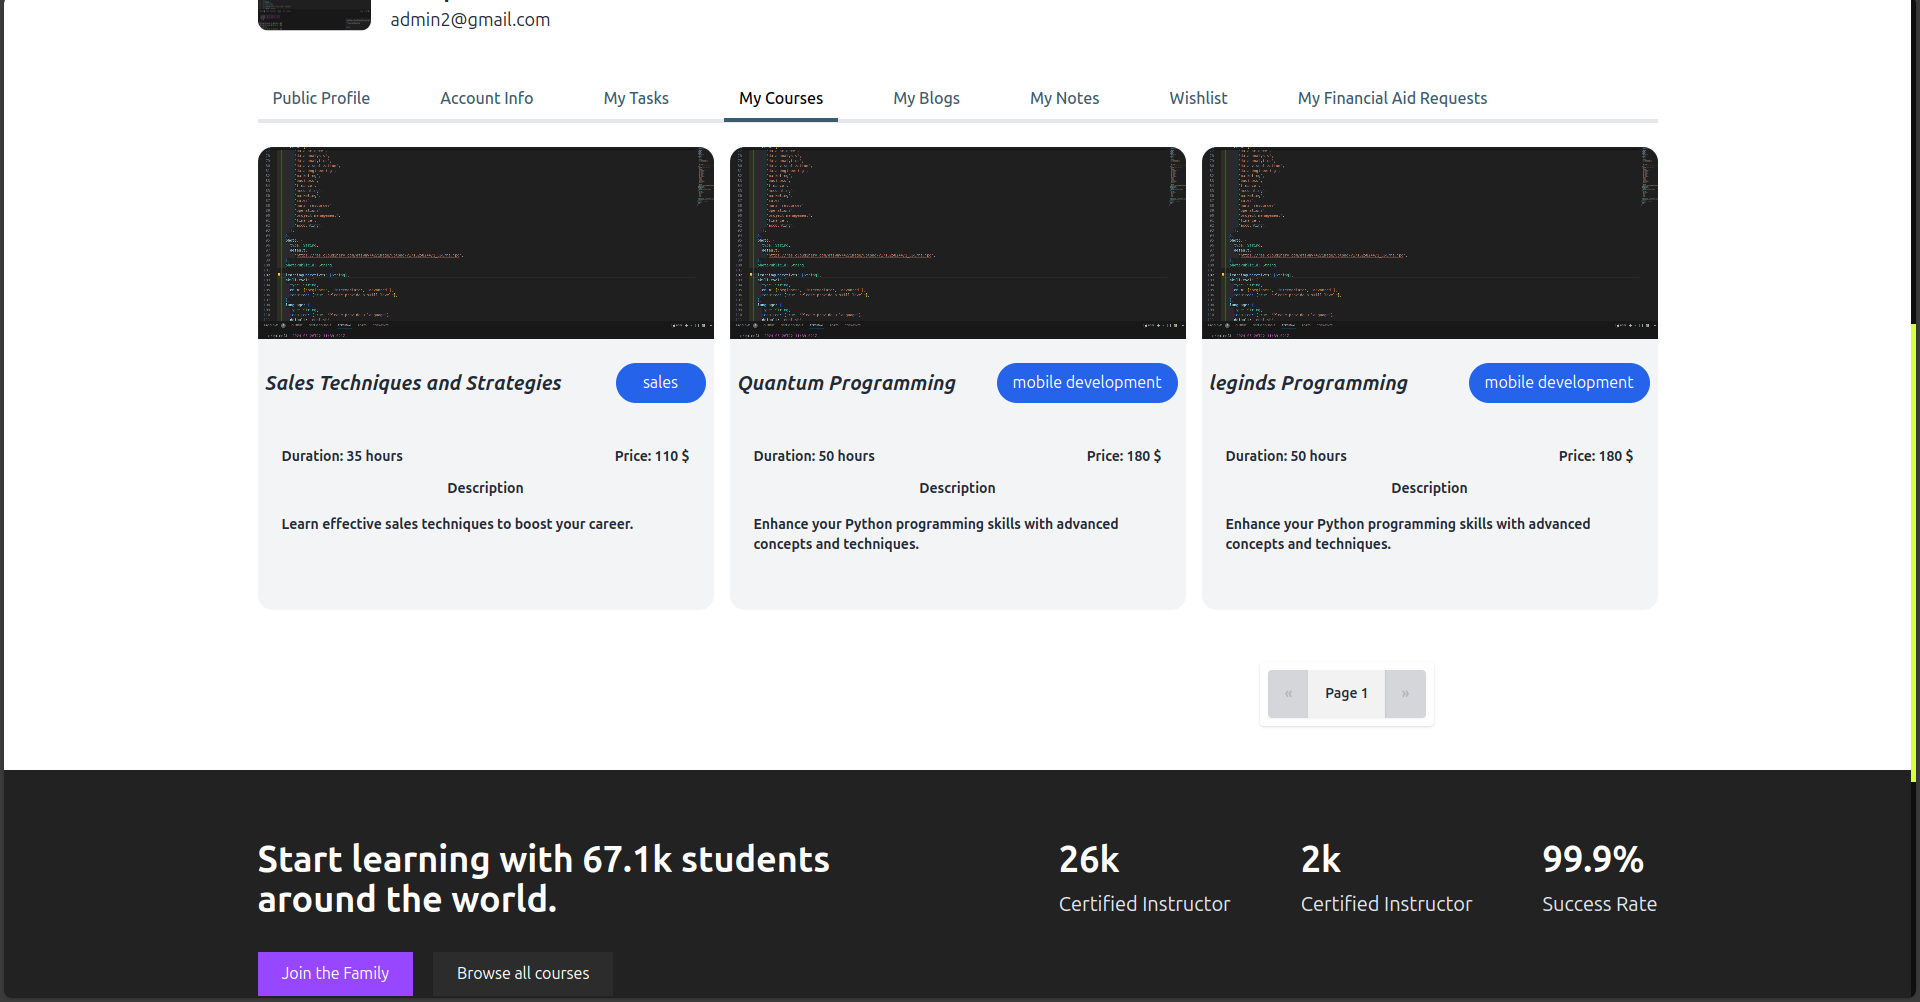 admin2@gmail.com
Public Profile Account Info My Tasks My Courses My Blogs My Notes Wishlist My Financial Aid Requests
Sales Techniques and Strategies sales
Duration: 35 hours Price: 110 $
Description
Learn effective sales techniques to boost your career.
Quantum Programming mobile development
Duration: 50 hours Price: 180 $
Description
Enhance your Python programming skills with advanced
concepts and techniques.
leginds Programming mobile development
Duration: 50 hours Price: 180 $
Description
Enhance your Python programming skills with advanced
concepts and techniques.
« Page 1 »
Start learning with 67.1k students
around the world.
Join the Family Browse all courses
26k
Certified Instructor
2k
Certified Instructor
99.9%
Success Rate